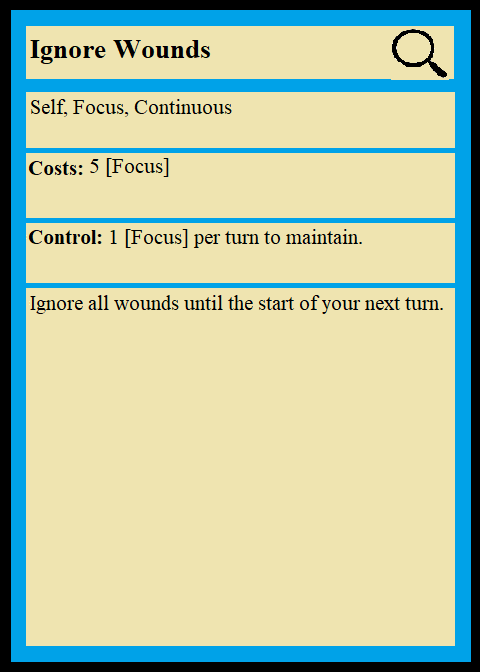 Ignore Wounds
Self, Focus, Continuous
Costs: 5 [Focus]
Control: 1 [Focus] per turn to maintain.
Ignore all wounds until the start of your next turn.